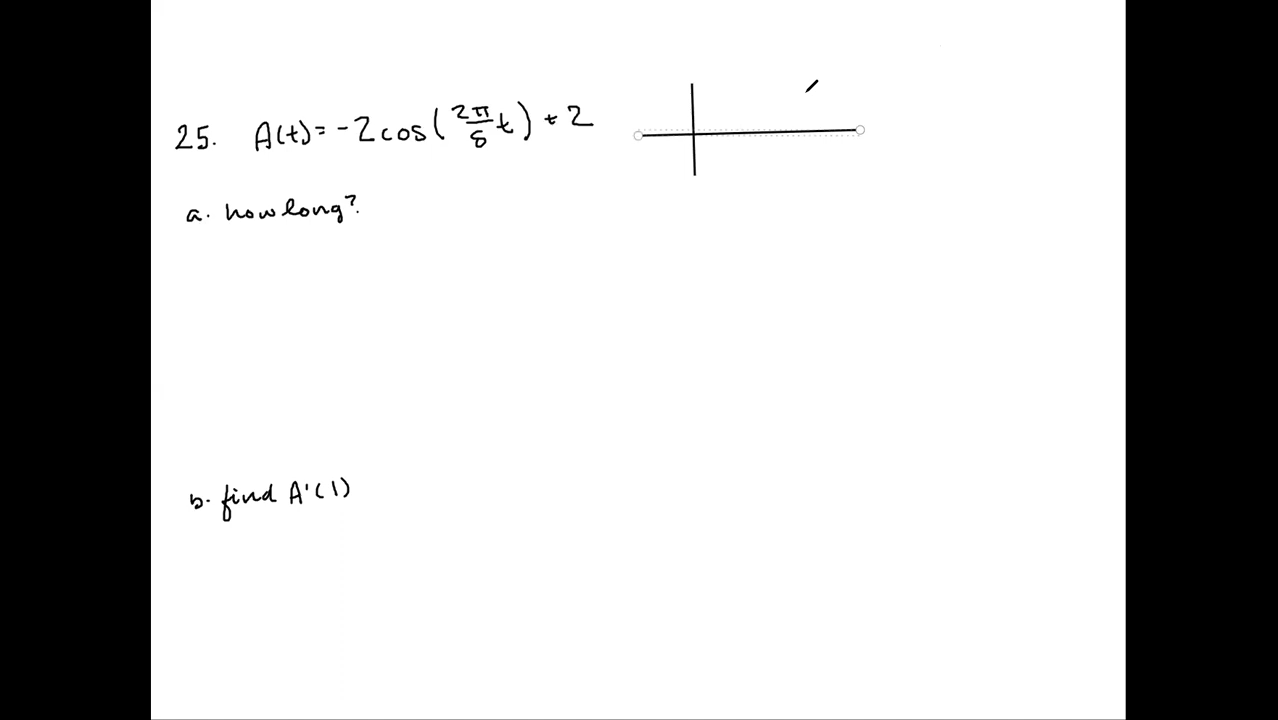 25. A(t) = -2cos(2π/8 t) + 2
a. how long?
b. find A'(1)